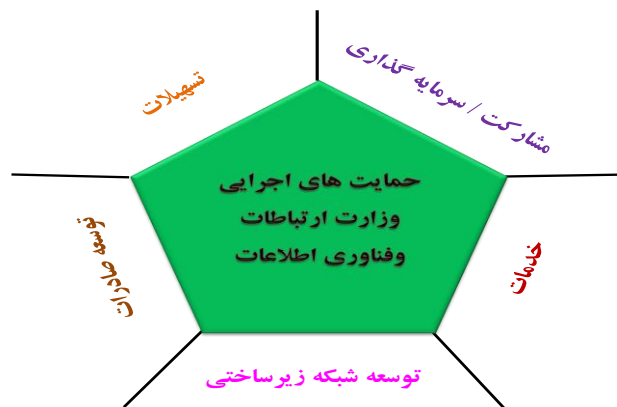 مشارکت / سرمایه گذاری
تسهیلات
حمایت های اجرایی
وزارت ارتباطات
وفناوری اطلاعات
خدمات
توسعه صادرات
توسعه شبکه زیرساختی